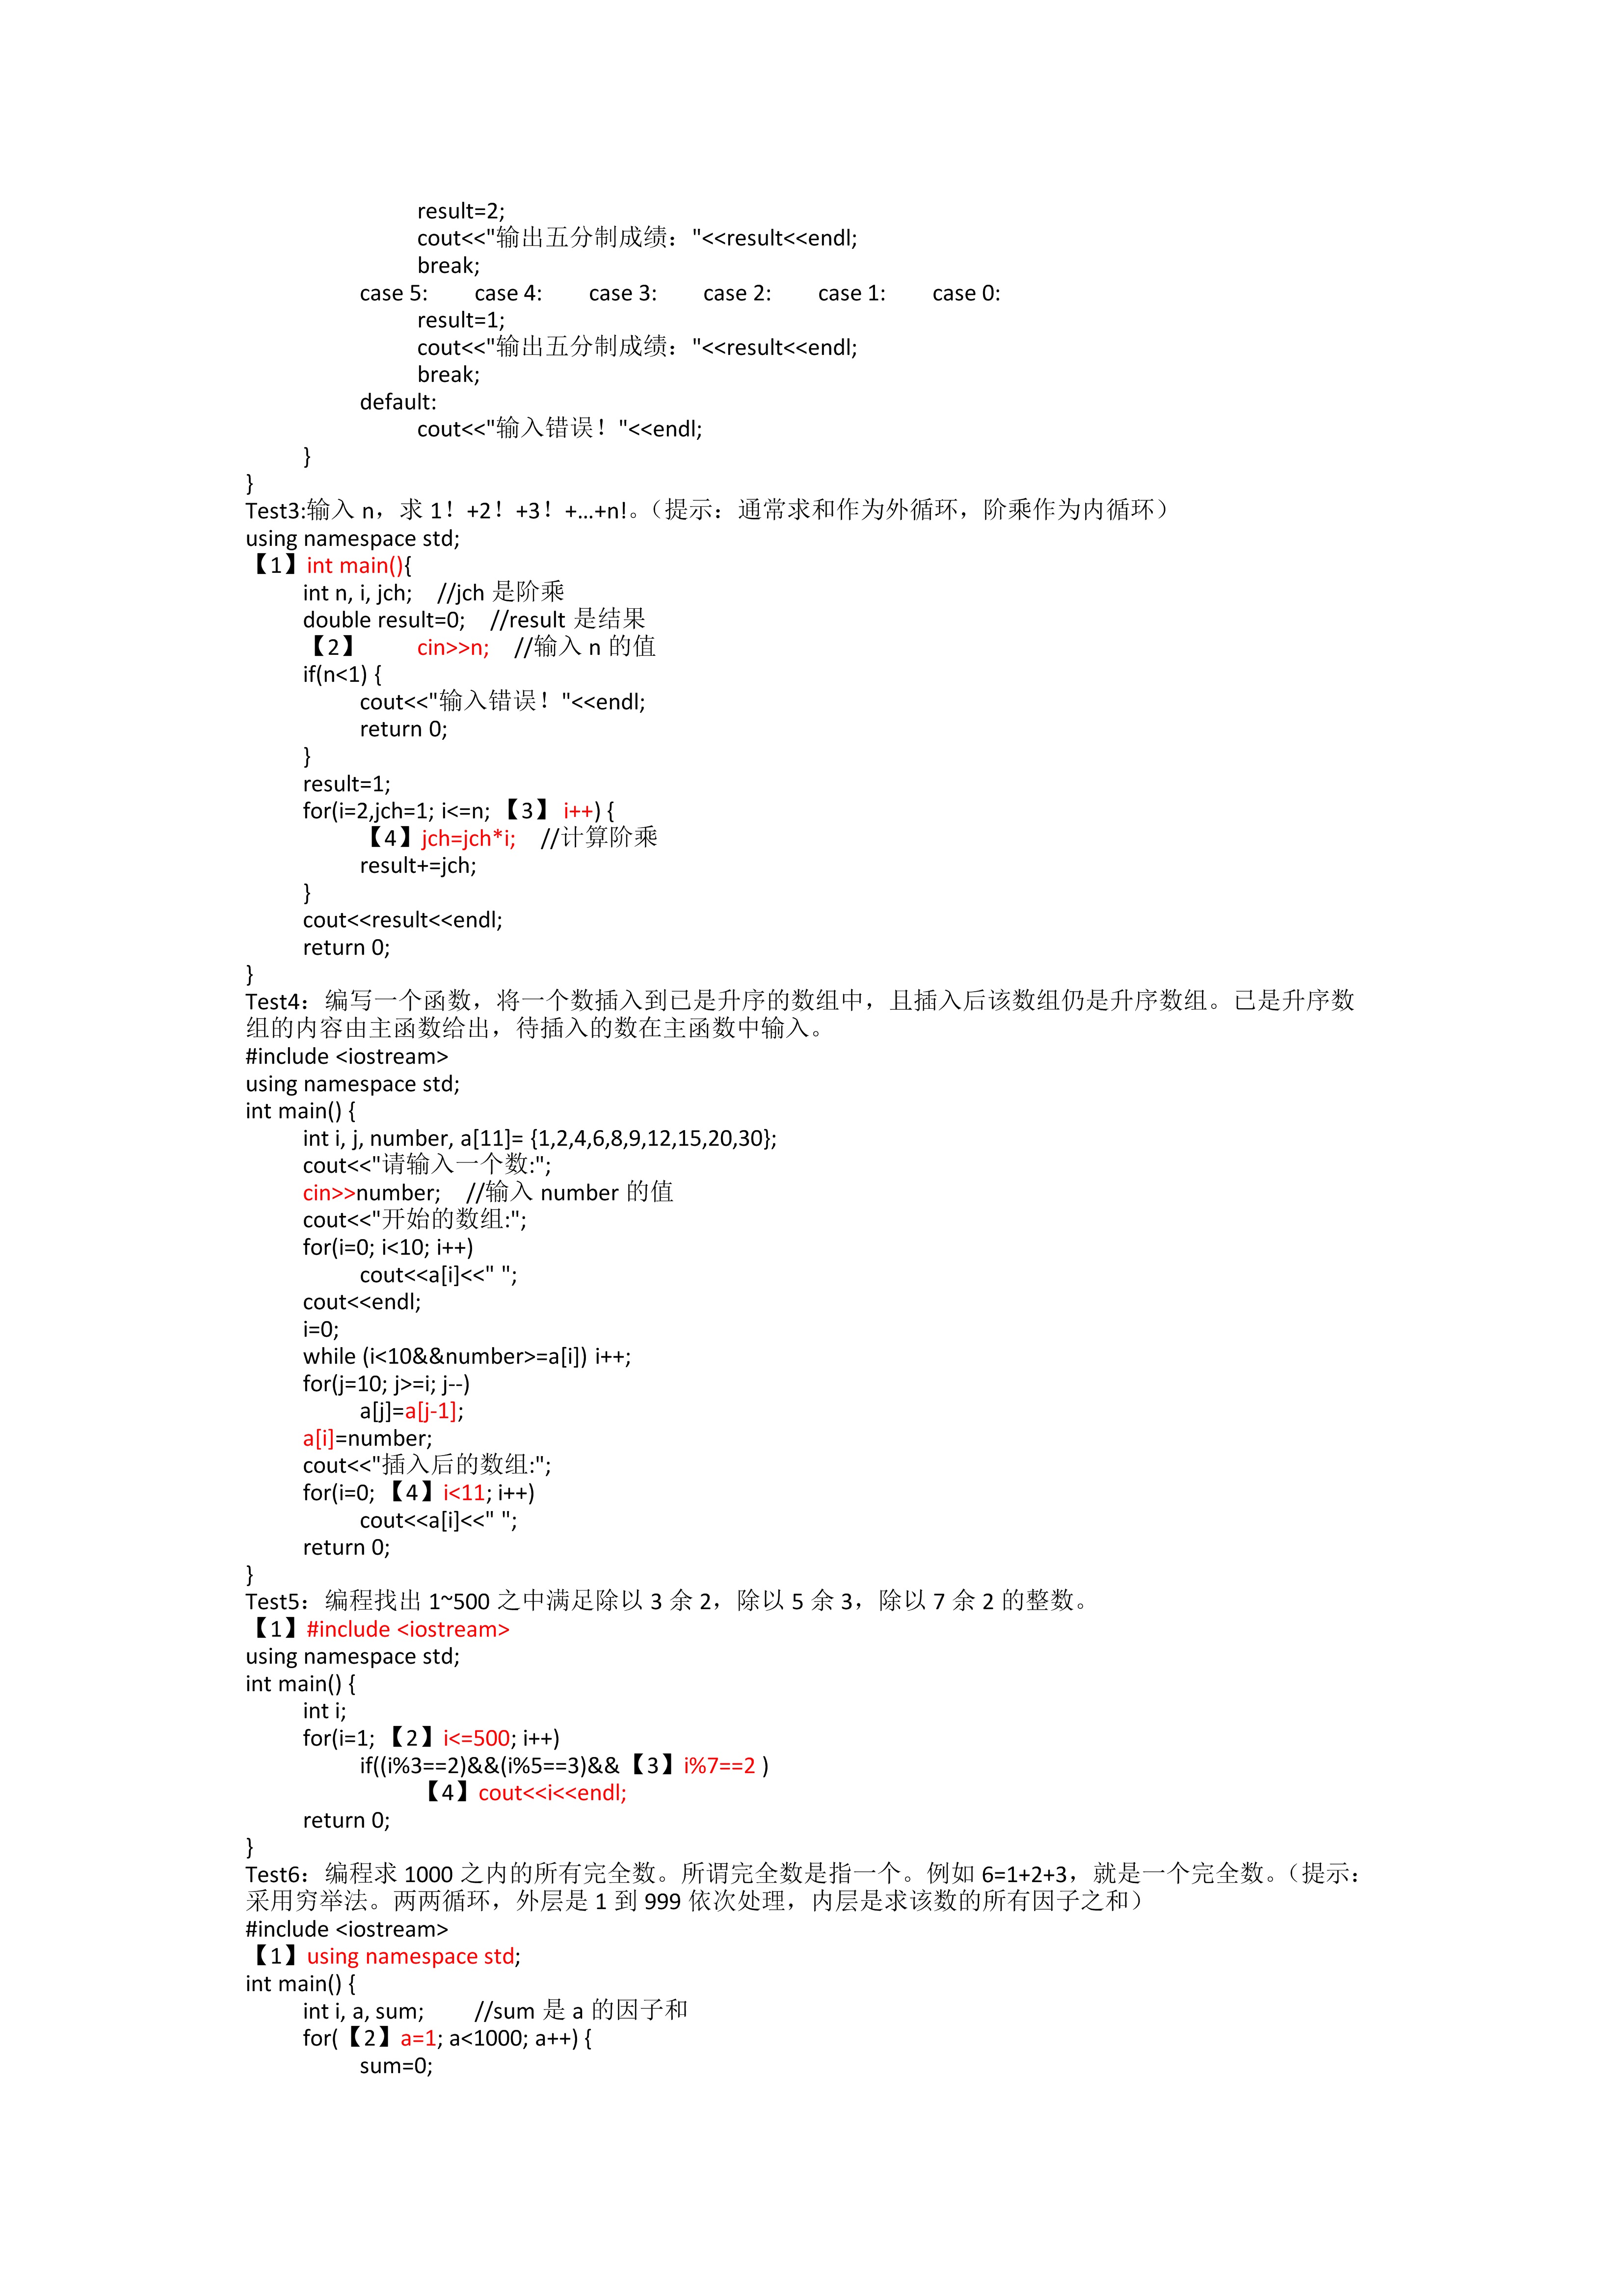 result=2;
cout<<"输出五分制成绩："<<result<<endl;
break;
case 5: case 4: case 3: case 2: case 1: case 0:
result=1;
cout<<"输出五分制成绩："<<result<<endl;
break;
default:
cout<<"输入错误！"<<endl;
}
}
Test3:输入 n，求 1！+2！+3！+…+n!。（提示：通常求和作为外循环，阶乘作为内循环）
using namespace std;
【1】int main(){
int n, i, jch; //jch 是阶乘
double result=0; //result 是结果
【2】 cin>>n; //输入 n 的值
if(n<1) {
cout<<"输入错误！"<<endl;
return 0;
}
result=1;
for(i=2,jch=1; i<=n; 【3】 i++) {
【4】jch=jch*i; //计算阶乘
result+=jch;
}
cout<<result<<endl;
return 0;
}
Test4：编写一个函数，将一个数插入到已是升序的数组中，且插入后该数组仍是升序数组。已是升序数
组的内容由主函数给出，待插入的数在主函数中输入。
#include <iostream>
using namespace std;
int main() {
int i, j, number, a[11]= {1,2,4,6,8,9,12,15,20,30};
cout<<"请输入一个数:";
cin>>number; //输入 number 的值
cout<<"开始的数组:";
for(i=0; i<10; i++)
cout<<a[i]<<" ";
cout<<endl;
i=0;
while (i<10&&number>=a[i]) i++;
for(j=10; j>=i; j--)
a[j]=a[j-1];
a[i]=number;
cout<<"插入后的数组:";
for(i=0; 【4】i<11; i++)
cout<<a[i]<<" ";
return 0;
}
Test5：编程找出 1~500 之中满足除以 3 余 2，除以 5 余 3，除以 7 余 2 的整数。
【1】#include <iostream>
using namespace std;
int main() {
int i;
for(i=1; 【2】i<=500; i++)
if((i%3==2)&&(i%5==3)&&【3】i%7==2 )
【4】cout<<i<<endl;
return 0;
}
Test6：编程求 1000 之内的所有完全数。所谓完全数是指一个。例如 6=1+2+3，就是一个完全数。（提示：
采用穷举法。两两循环，外层是 1 到 999 依次处理，内层是求该数的所有因子之和）
#include <iostream>
【1】using namespace std;
int main() {
int i, a, sum; //sum 是 a 的因子和
for(【2】a=1; a<1000; a++) {
sum=0;